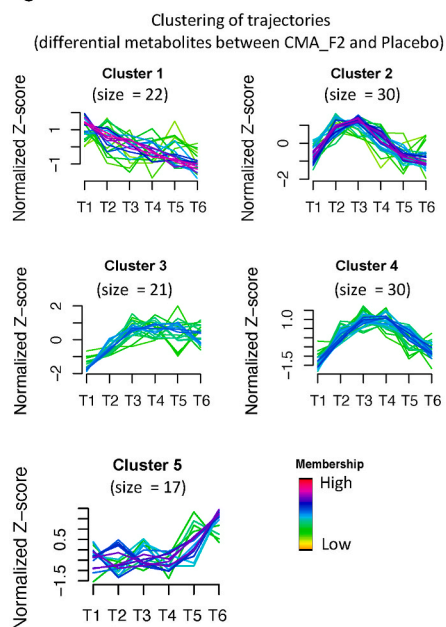 Clustering of trajectories
(differential metabolites between CMA_F2 and Placebo)
Cluster 1
(size = 22)
Normalized Z-score
1
-1
T1 T2 T3 T4 T5 T6
Cluster 2
(size = 30)
Normalized Z-score
0
-2
T1 T2 T3 T4 T5 T6
Cluster 3
(size = 21)
Normalized Z-score
2
0
-2
T1 T2 T3 T4 T5 T6
Cluster 4
(size = 30)
Normalized Z-score
1.0
-1.5
T1 T2 T3 T4 T5 T6
Cluster 5
(size = 17)
Normalized Z-score
0.5
-1.5
T1 T2 T3 T4 T5 T6
Membership
High
Low